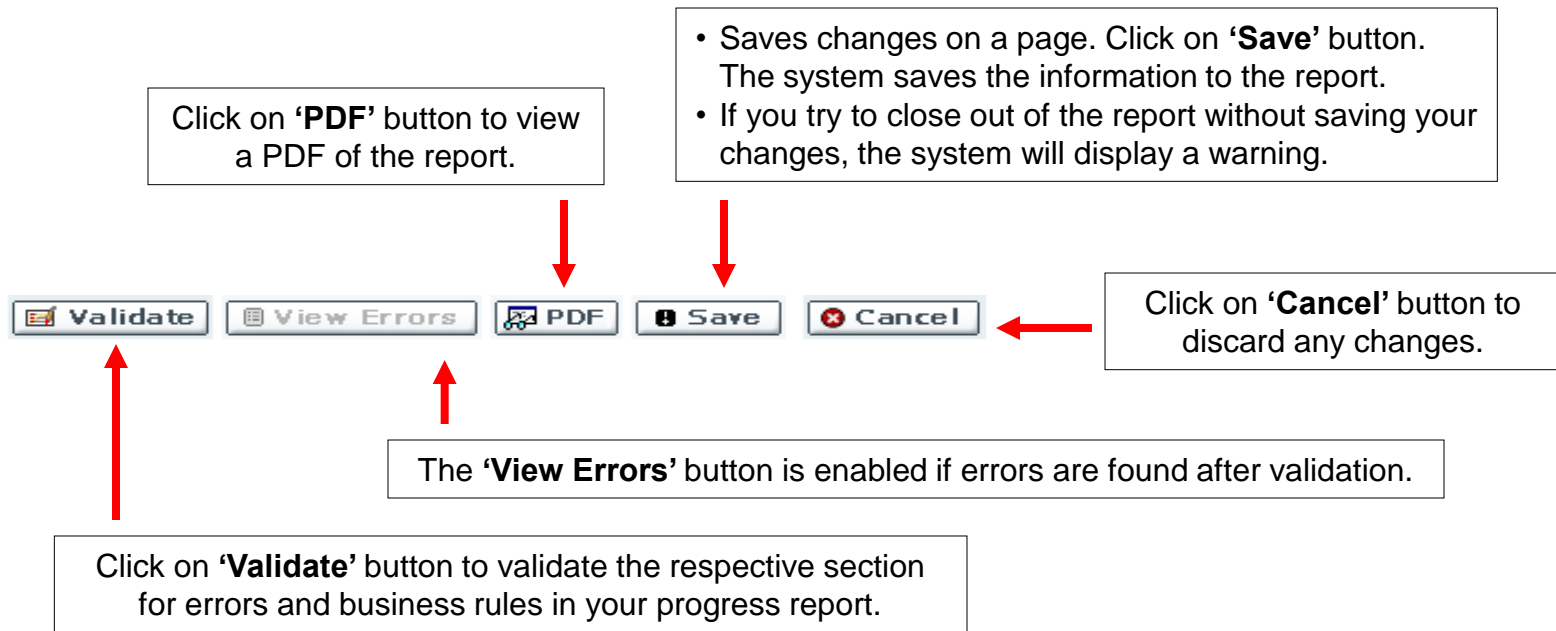 • Saves changes on a page. Click on ‘Save’ button.
The system saves the information to the report.
• If you try to close out of the report without saving your
changes, the system will display a warning.
Click on ‘PDF’ button to view
a PDF of the report.
Validate
View Errors
PDF
Save
Cancel
Click on ‘Cancel’ button to
discard any changes.
The ‘View Errors’ button is enabled if errors are found after validation.
Click on ‘Validate’ button to validate the respective section
for errors and business rules in your progress report.